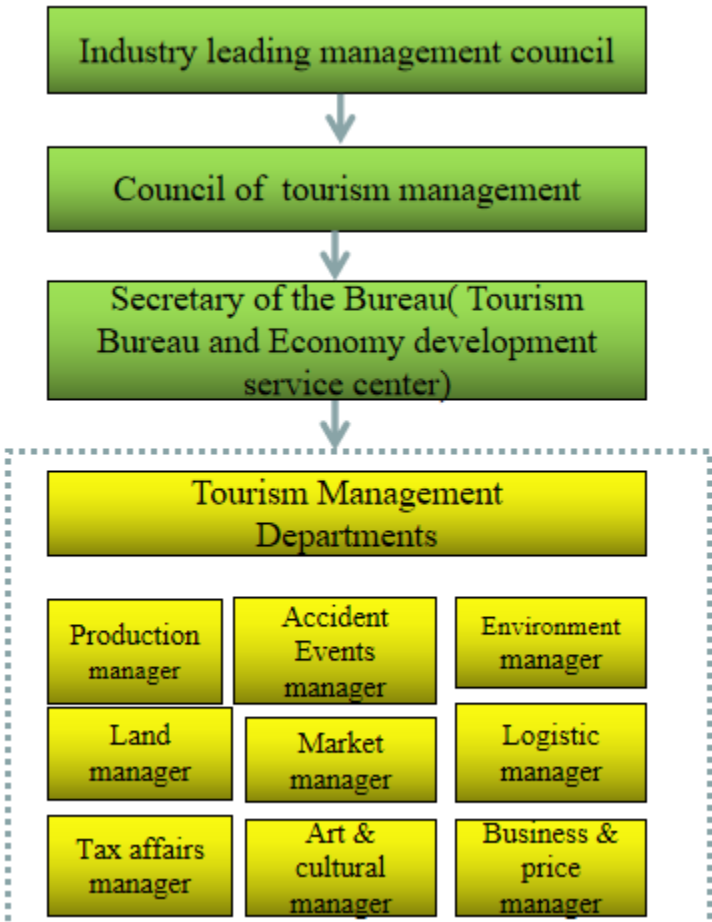 Industry leading management council
Council of tourism management
Secretary of the Bureau( Tourism
Bureau and Economy development
service center)
Tourism Management
Departments
Production
manager
Accident
Events
manager
Environment
manager
Land
manager
Market
manager
Logistic
manager
Tax affairs
manager
Art &
cultural
manager
Business &
price
manager